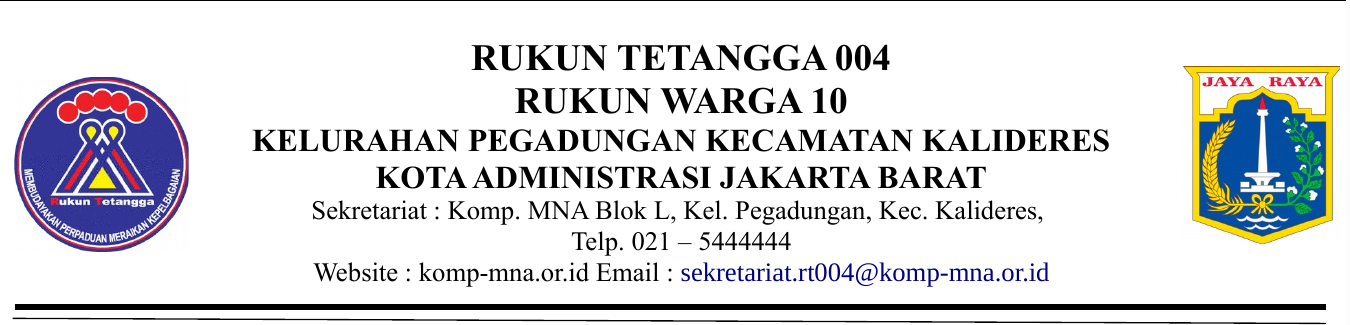 RUKUN TETANGGA 004
RUKUN WARGA 10
KELURAHAN PEGADUNGAN KECAMATAN KALIDERES
KOTA ADMINISTRASI JAKARTA BARAT
Sekretariat : Komp. MNA Blok L, Kel. Pegadungan, Kec. Kalideres,
Telp. 021 – 5444444
Website : komp-mna.or.id Email : sekretariat.rt004@komp-mna.or.id
Rukun Tetangga
MEMBUDAYAKAN PERPADUAN MERAIKAN KEPELBAGAIAN
JAYA RAYA